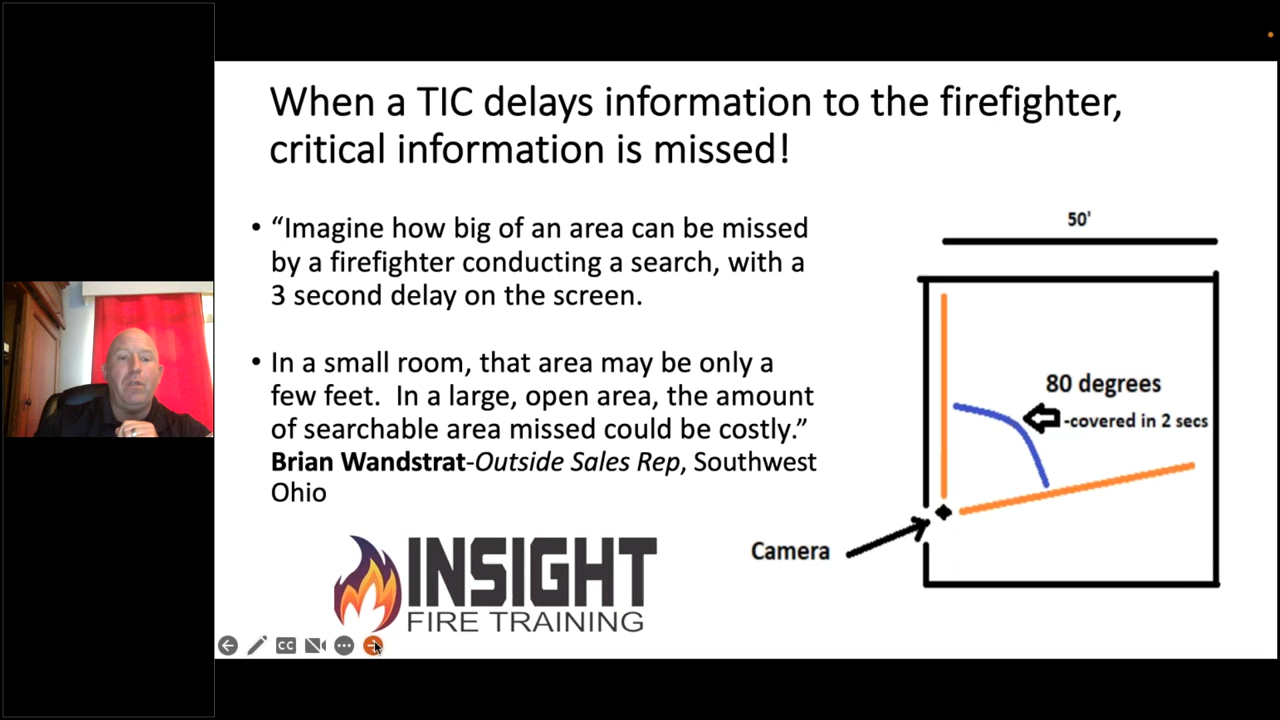 When a TIC delays information to the firefighter,
critical information is missed!
• “Imagine how big of an area can be missed
by a firefighter conducting a search, with a
3 second delay on the screen.
• In a small room, that area may be only a
few feet.  In a large, open area, the amount
of searchable area missed could be costly.”
Brian Wandstrat-Outside Sales Rep, Southwest
Ohio
50'
80 degrees
-covered in 2 secs
Camera
INSIGHT
FIRE TRAINING
CC